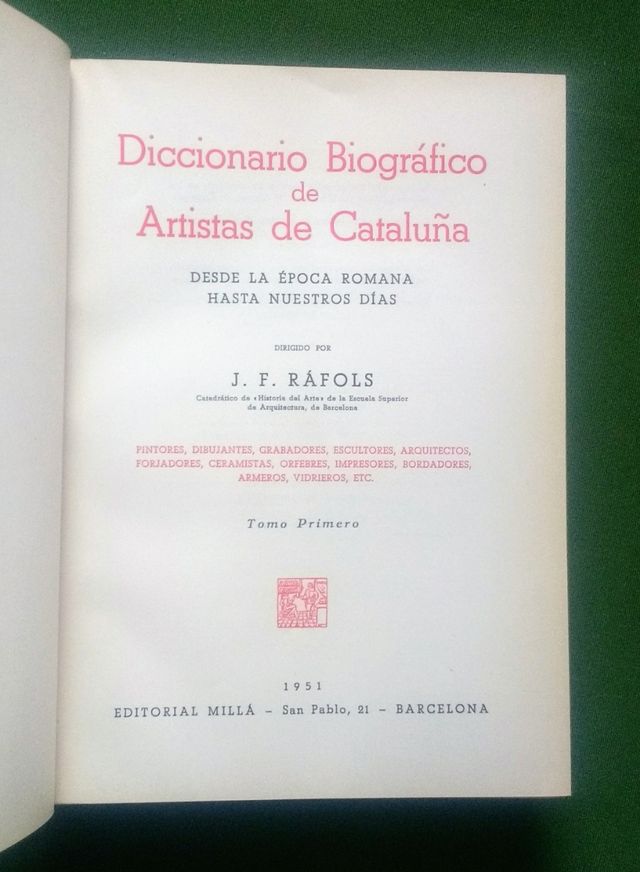 Diccionario Biográfico
de
Artistas de Cataluña
DESDE LA ÉPOCA ROMANA
HASTA NUESTROS DÍAS
DIRIGIDO POR
J. F. RÁFOLS
Catedrático de «Historia del Arte» de la Escuela Superior
de Arquitectura, de Barcelona
PINTORES, DIBUJANTES, GRABADORES, ESCULTORES, ARQUITECTOS,
FORJADORES, CERAMISTAS, ORFEBRES, IMPRESORES, BORDADORES,
ARMEROS, VIDRIEROS, ETC.
Tomo Primero
1951
EDITORIAL MILLÁ – San Pablo, 21 – BARCELONA